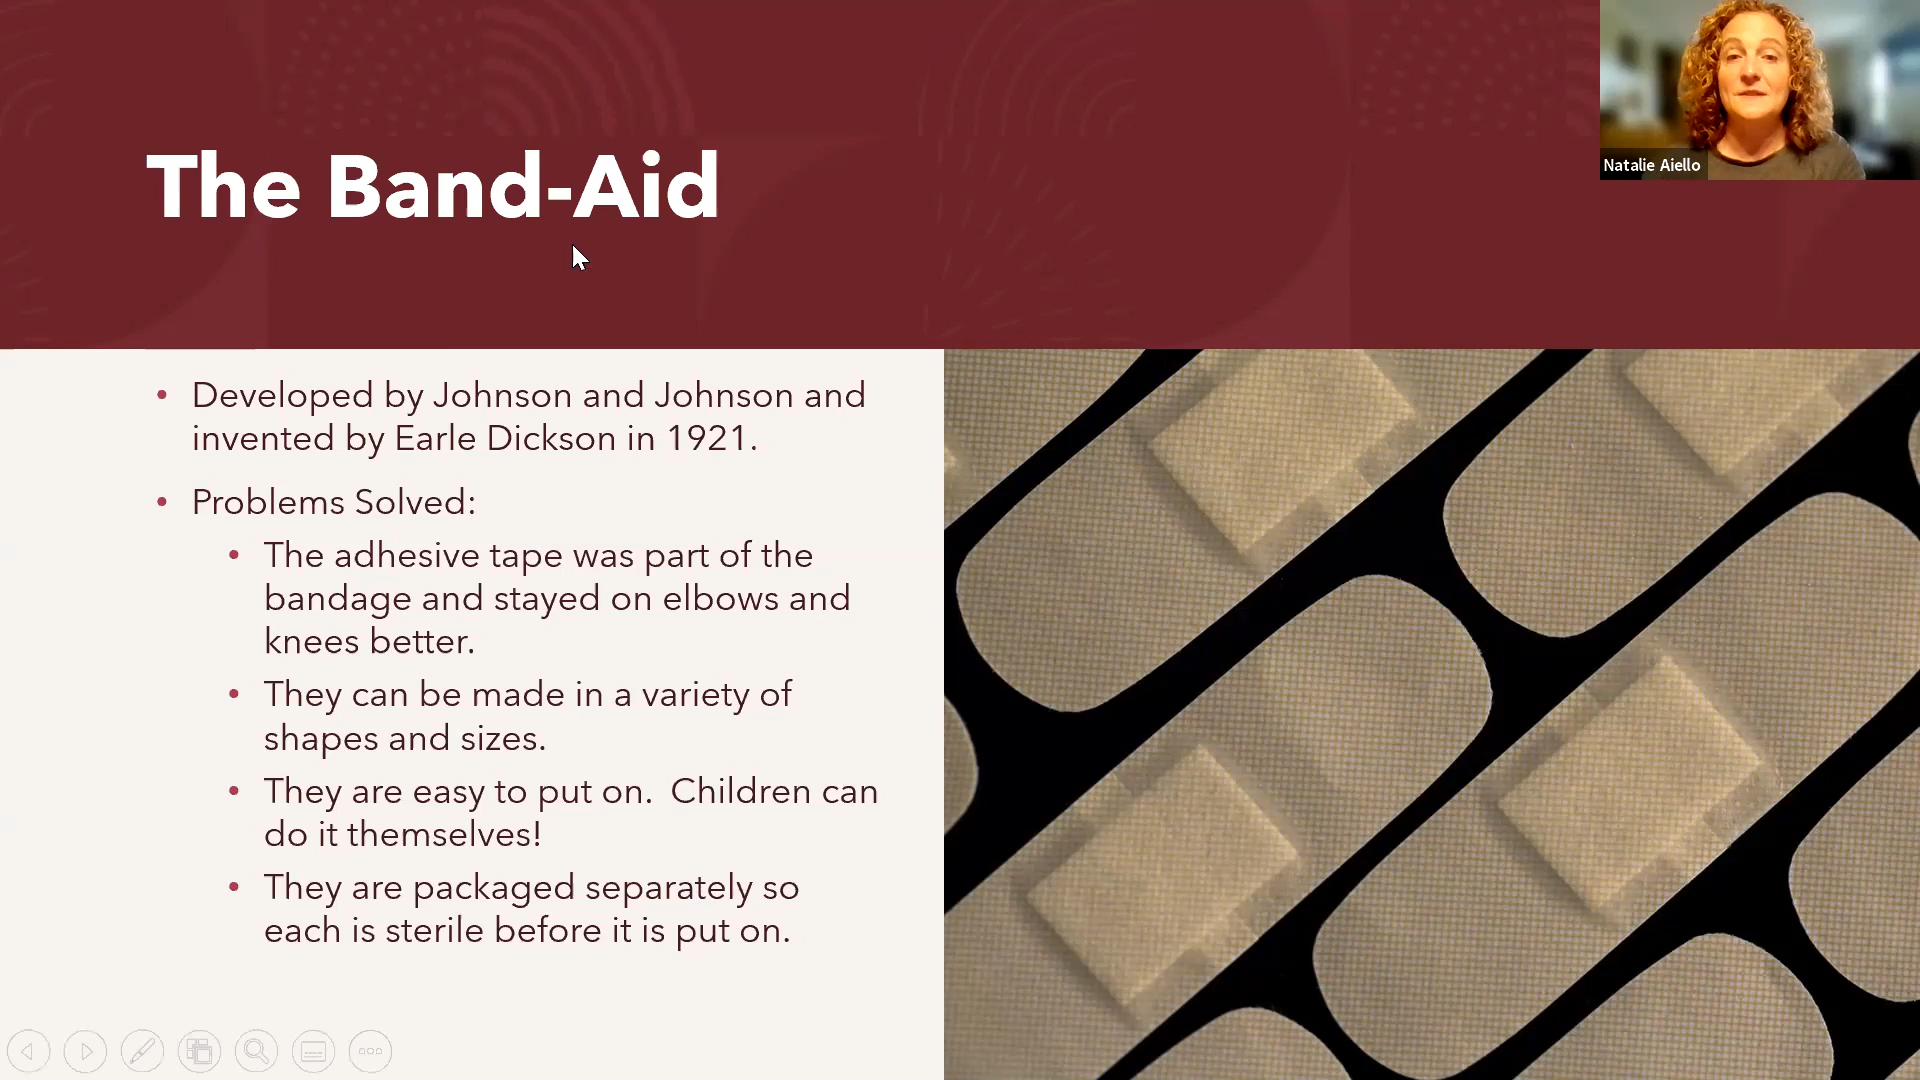 The Band-Aid
Natalie Aiello
• Developed by Johnson and Johnson and
invented by Earle Dickson in 1921.
• Problems Solved:
• The adhesive tape was part of the
bandage and stayed on elbows and
knees better.
• They can be made in a variety of
shapes and sizes.
• They are easy to put on.  Children can
do it themselves!
• They are packaged separately so
each is sterile before it is put on.